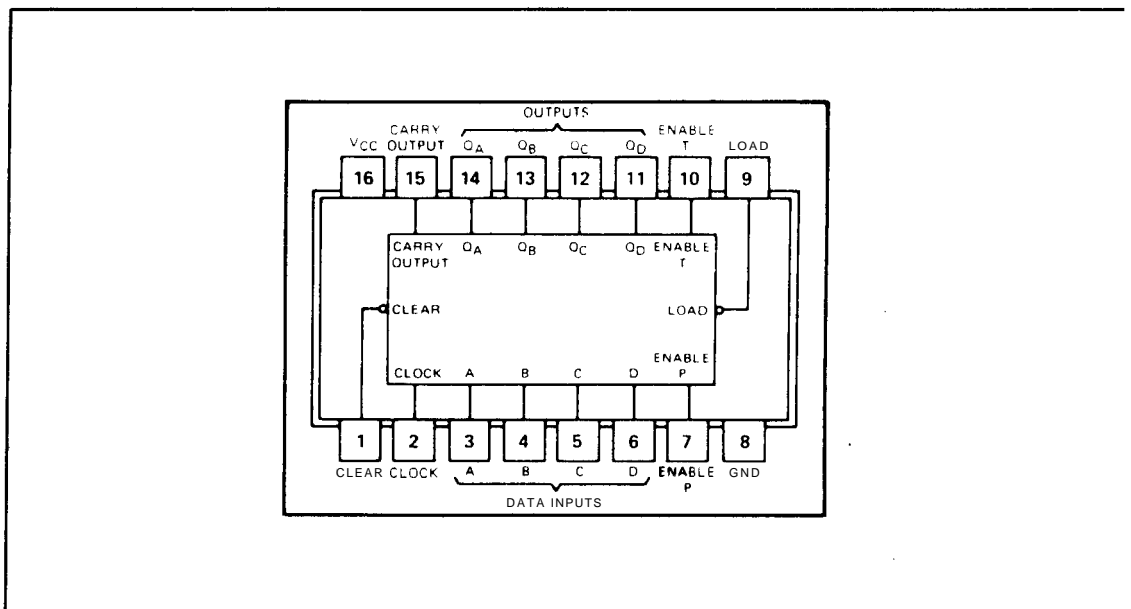 OUTPUTS
VCC CARRY OUTPUT QA QB QC QD ENABLE T LOAD
16 15 14 13 12 11 10 9
CARRY OUTPUT QA QB QC QD ENABLE T
CLEAR LOAD
CLOCK A B C D ENABLE P
1 2 3 4 5 6 7 8
CLEAR CLOCK A B C D ENABLE P GND
DATA INPUTS